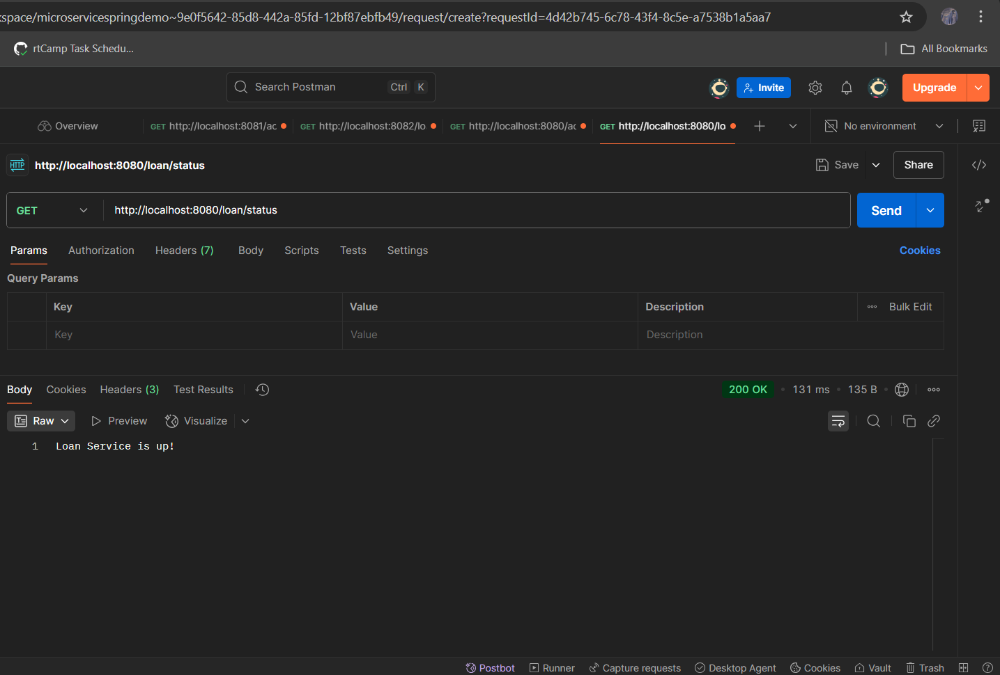 kspace/microservicespringdemo~9e0f5642-85d8-442a-85fd-12bf87ebfb49/request/create?requestId=4d42b745-6c78-43f4-8c5e-a7538b1a5aa7
rtCamp Task Schedu...
All Bookmarks
Search Postman Ctrl K
Invite
Upgrade
Overview
GET http://localhost:8081/ac
GET http://localhost:8082/lo
GET http://localhost:8080/ac
GET http://localhost:8080/lo
No environment
HTTP http://localhost:8080/loan/status
Save
Share
GET http://localhost:8080/loan/status
Send
Params Authorization Headers (7) Body Scripts Tests Settings Cookies
Query Params
Key Value Description Bulk Edit
Key Value Description
Body Cookies Headers (3) Test Results 200 OK • 131 ms • 135 B
Raw Preview Visualize
1 Loan Service is up!
Postbot Runner Capture requests Desktop Agent Cookies Vault Trash